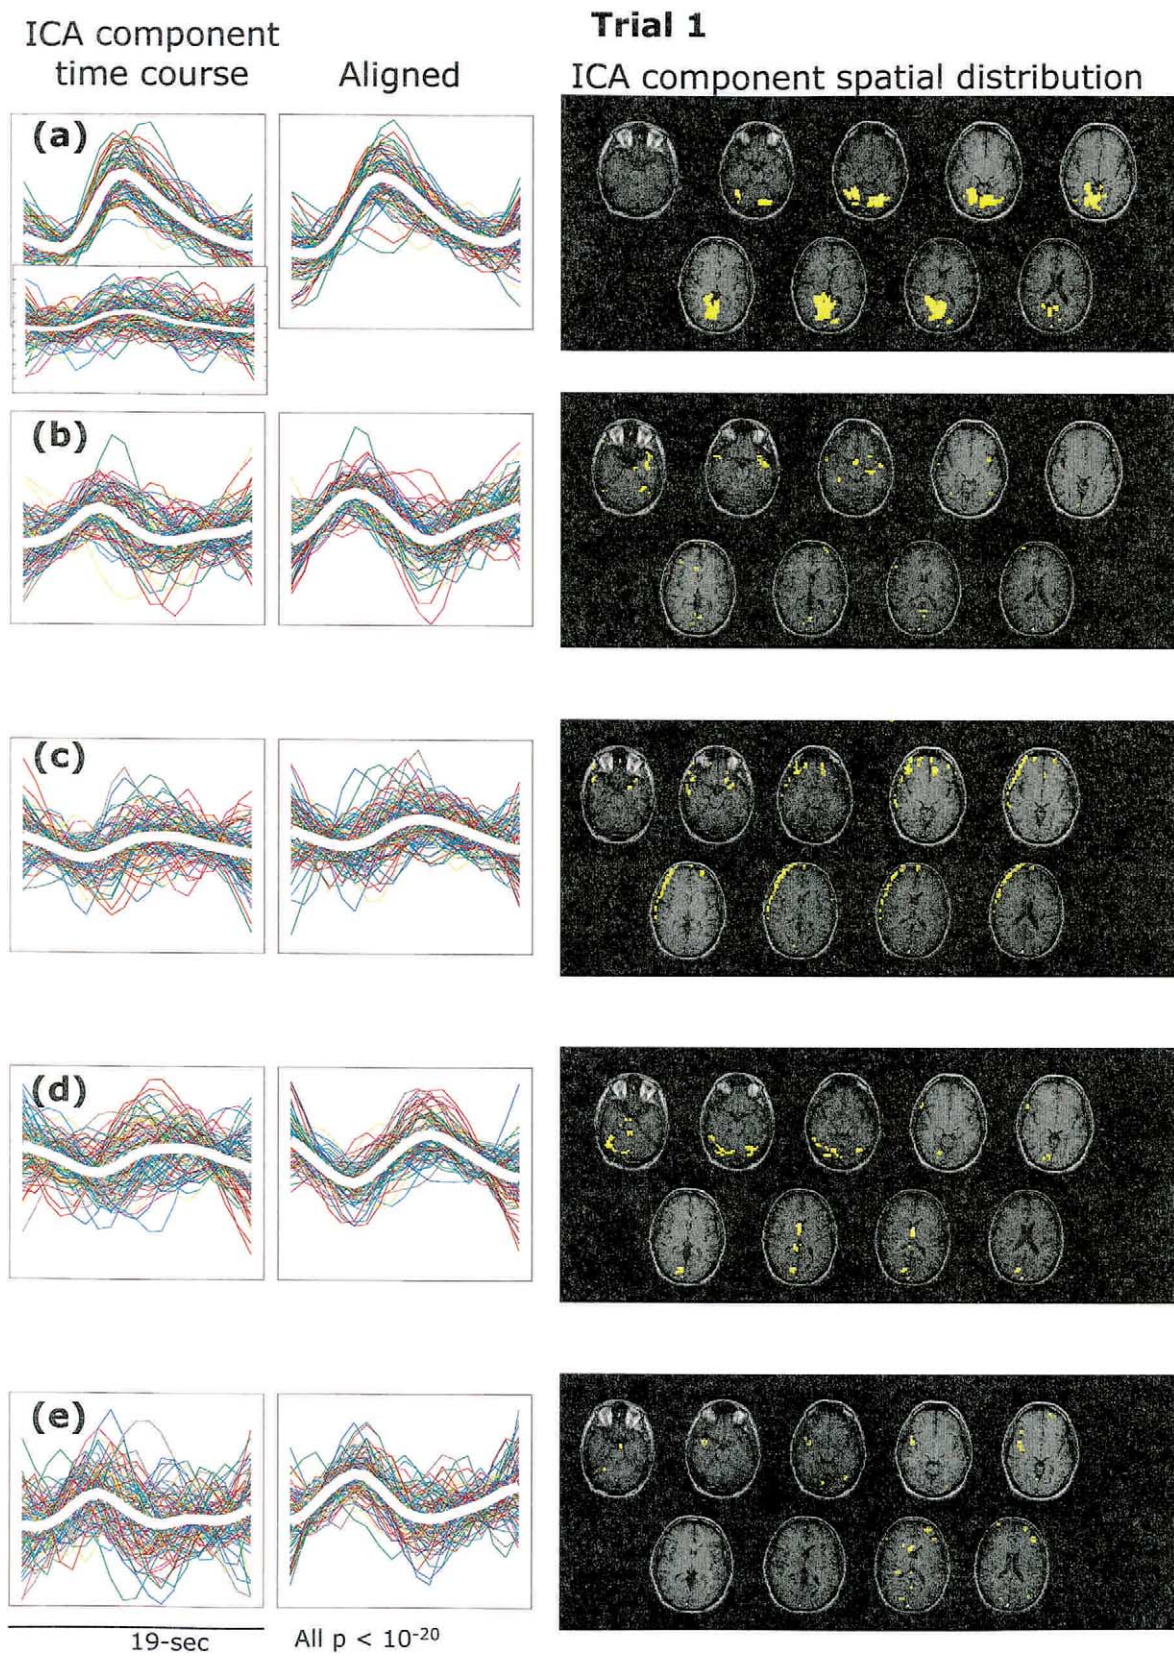 ICA component
time course
Aligned
Trial 1
ICA component spatial distribution
(a)
(b)
(c)
(d)
(e)
19-sec
All p < 10⁻²⁰